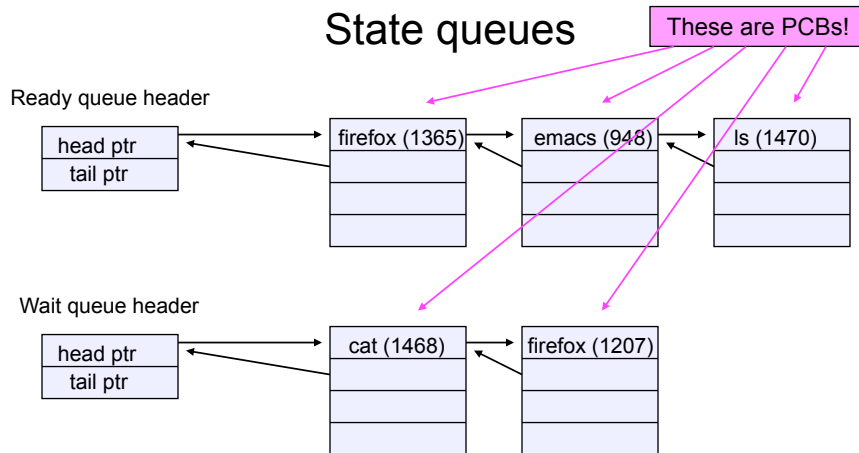 State queues
These are PCBs!
Ready queue header
head ptr
tail ptr
firefox (1365)
emacs (948)
ls (1470)
Wait queue header
head ptr
tail ptr
cat (1468)
firefox (1207)